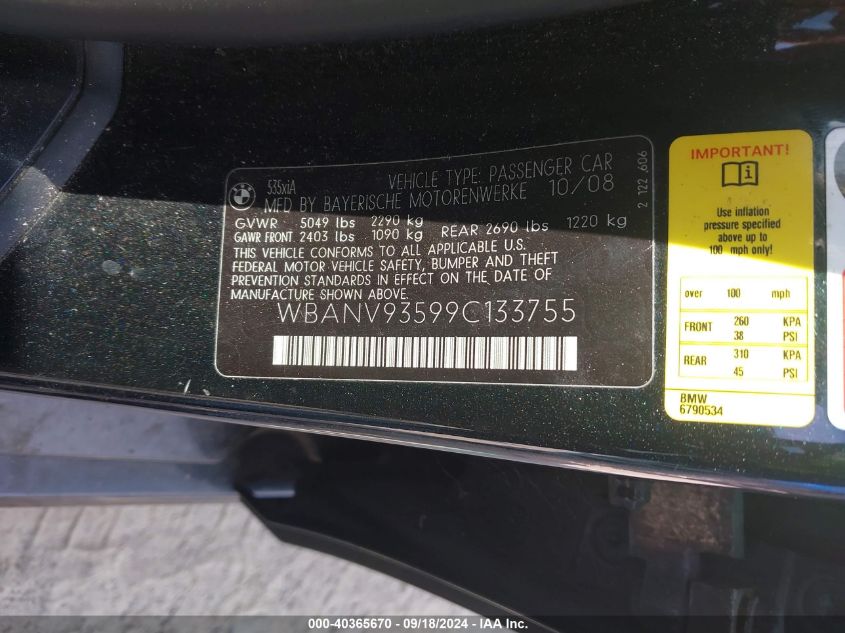 BMW
535xiA
VEHICLE TYPE: PASSENGER CAR
MFD BY BAYERISCHE MOTORENWERKE 10/08
GVWR 5049 lbs 2290 kg
GAWR FRONT 2403 lbs 1090 kg REAR 2690 lbs 1220 kg
THIS VEHICLE CONFORMS TO ALL APPLICABLE U.S.
FEDERAL MOTOR VEHICLE SAFETY, BUMPER AND THEFT
PREVENTION STANDARDS IN EFFECT ON THE DATE OF
MANUFACTURE SHOWN ABOVE.
WBANV93599C133755
2 122 606
IMPORTANT!
Use inflation
pressure specified
above up to
100 mph only!
over 100 mph
FRONT 260 KPA
38 PSI
REAR 310 KPA
45 PSI
BMW
6790534
000-40365670 - 09/18/2024 - IAA Inc.